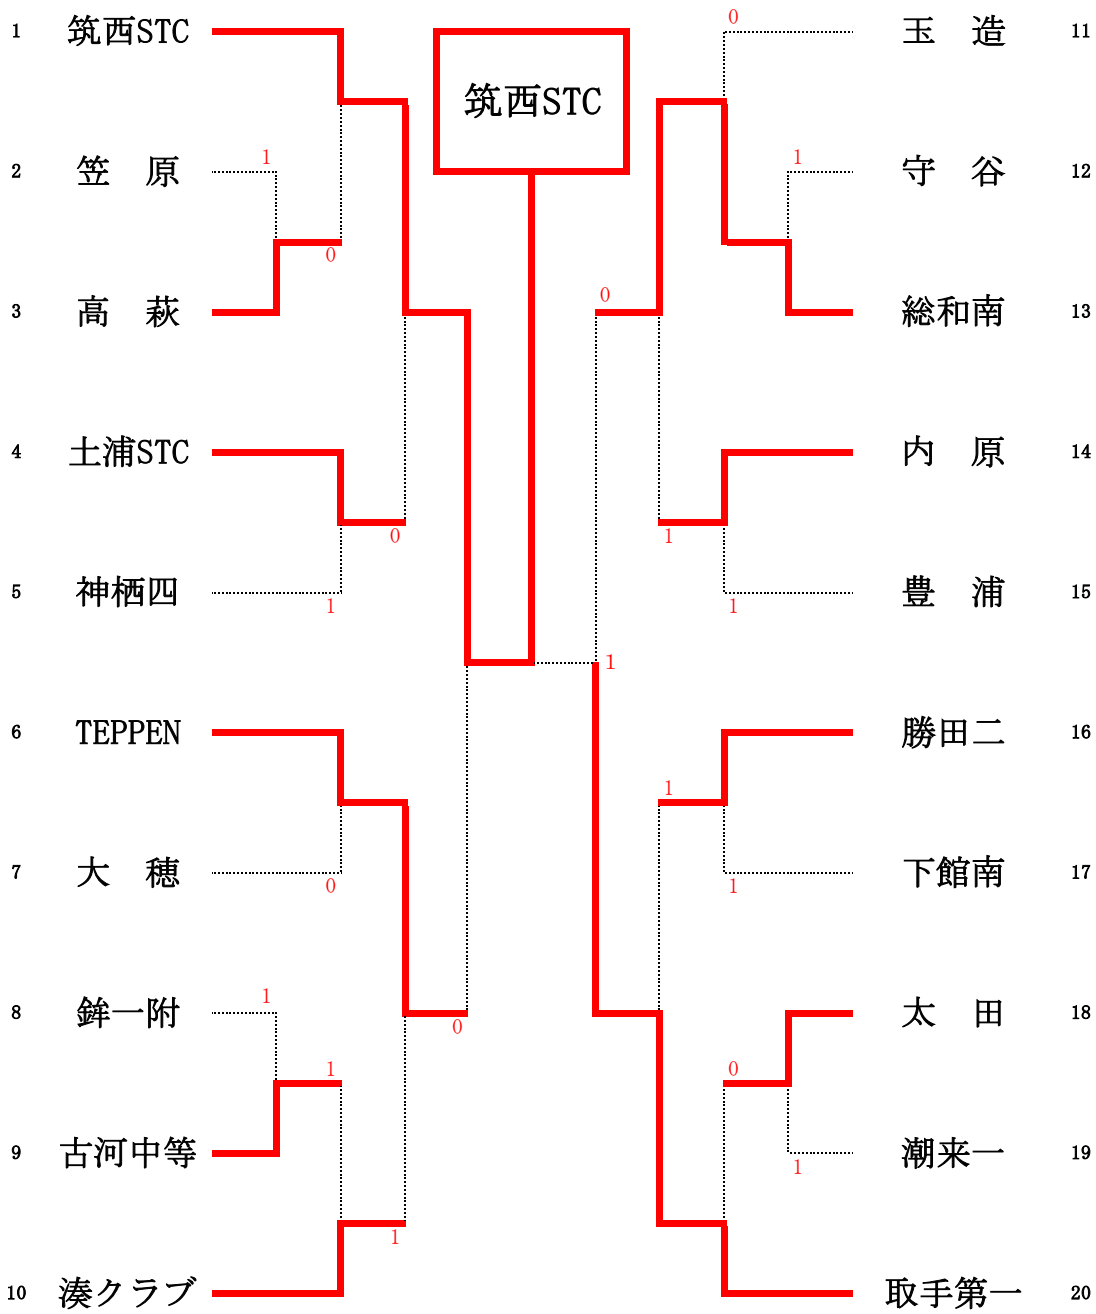 筑西STC
1 筑西STC
2 笠　原 1
3 高　萩 0
4 土浦STC 0
5 神栖四 1
6 TEPPEN
7 大　穂 0
8 鉾一附 1
0
9 古河中等 1
10 湊クラブ 1
0 玉　造 11
1 守　谷 12
0 総和南 13
内　原 14
1
1 豊　浦 15
1
1 勝田二 16
1 下館南 17
太　田 18
0
1 潮来一 19
取手第一 20